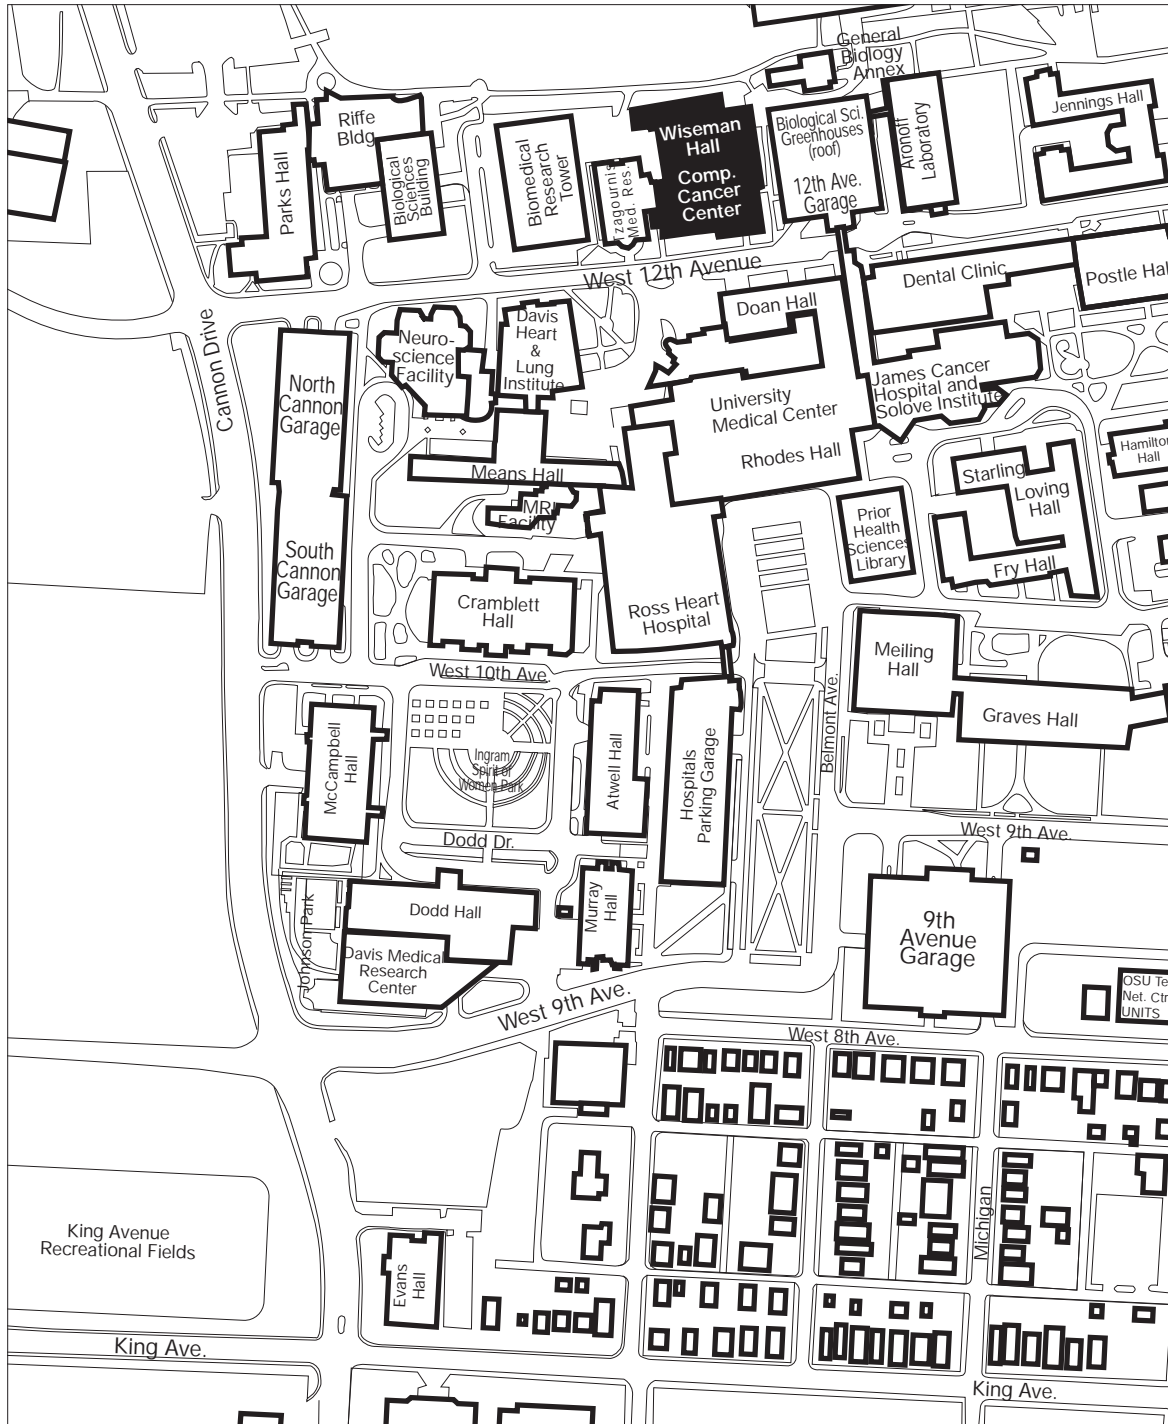 General
Biology
Annex
Jennings Hall
Riffe
Bldg.
Wiseman
Hall
Comp.
Cancer
Center
Biological Sci.
Greenhouses
(roof)
12th Ave.
Garage
Aronoff
Laboratory
Parks Hall
Biological
Sciences
Building
Biomedical
Research
Tower
Tzagournis
Med. Res.
West 12th Avenue
Dental Clinic
Postle Hal
Doan Hall
Cannon Drive
Neuro-
science
Facility
Davis
Heart
&
Lung
Institute
North
Cannon
Garage
University
Medical Center
Rhodes Hall
James Cancer
Hospital and
Solove Institute
Hamilton
Hall
Means Hall
MRI
Facility
Starling
Loving
Hall
Fry Hall
Prior
Health
Sciences
Library
South
Cannon
Garage
Cramblett
Hall
Ross Heart
Hospital
Meiling
Hall
Graves Hall
West 10th Ave.
Belmont Ave.
McCampbell
Hall
Ingram
Spirit of
Women Park
Atwell Hall
Hospitals
Parking Garage
Dodd Dr.
West 9th Ave.
Johnson Park
Dodd Hall
Murray
Hall
9th
Avenue
Garage
Davis Medical
Research
Center
West 9th Ave.
OSU Te
Net. Ctr
UNITS
West 8th Ave.
Michigan
King Avenue
Recreational Fields
Evans
Hall
King Ave.
King Ave.